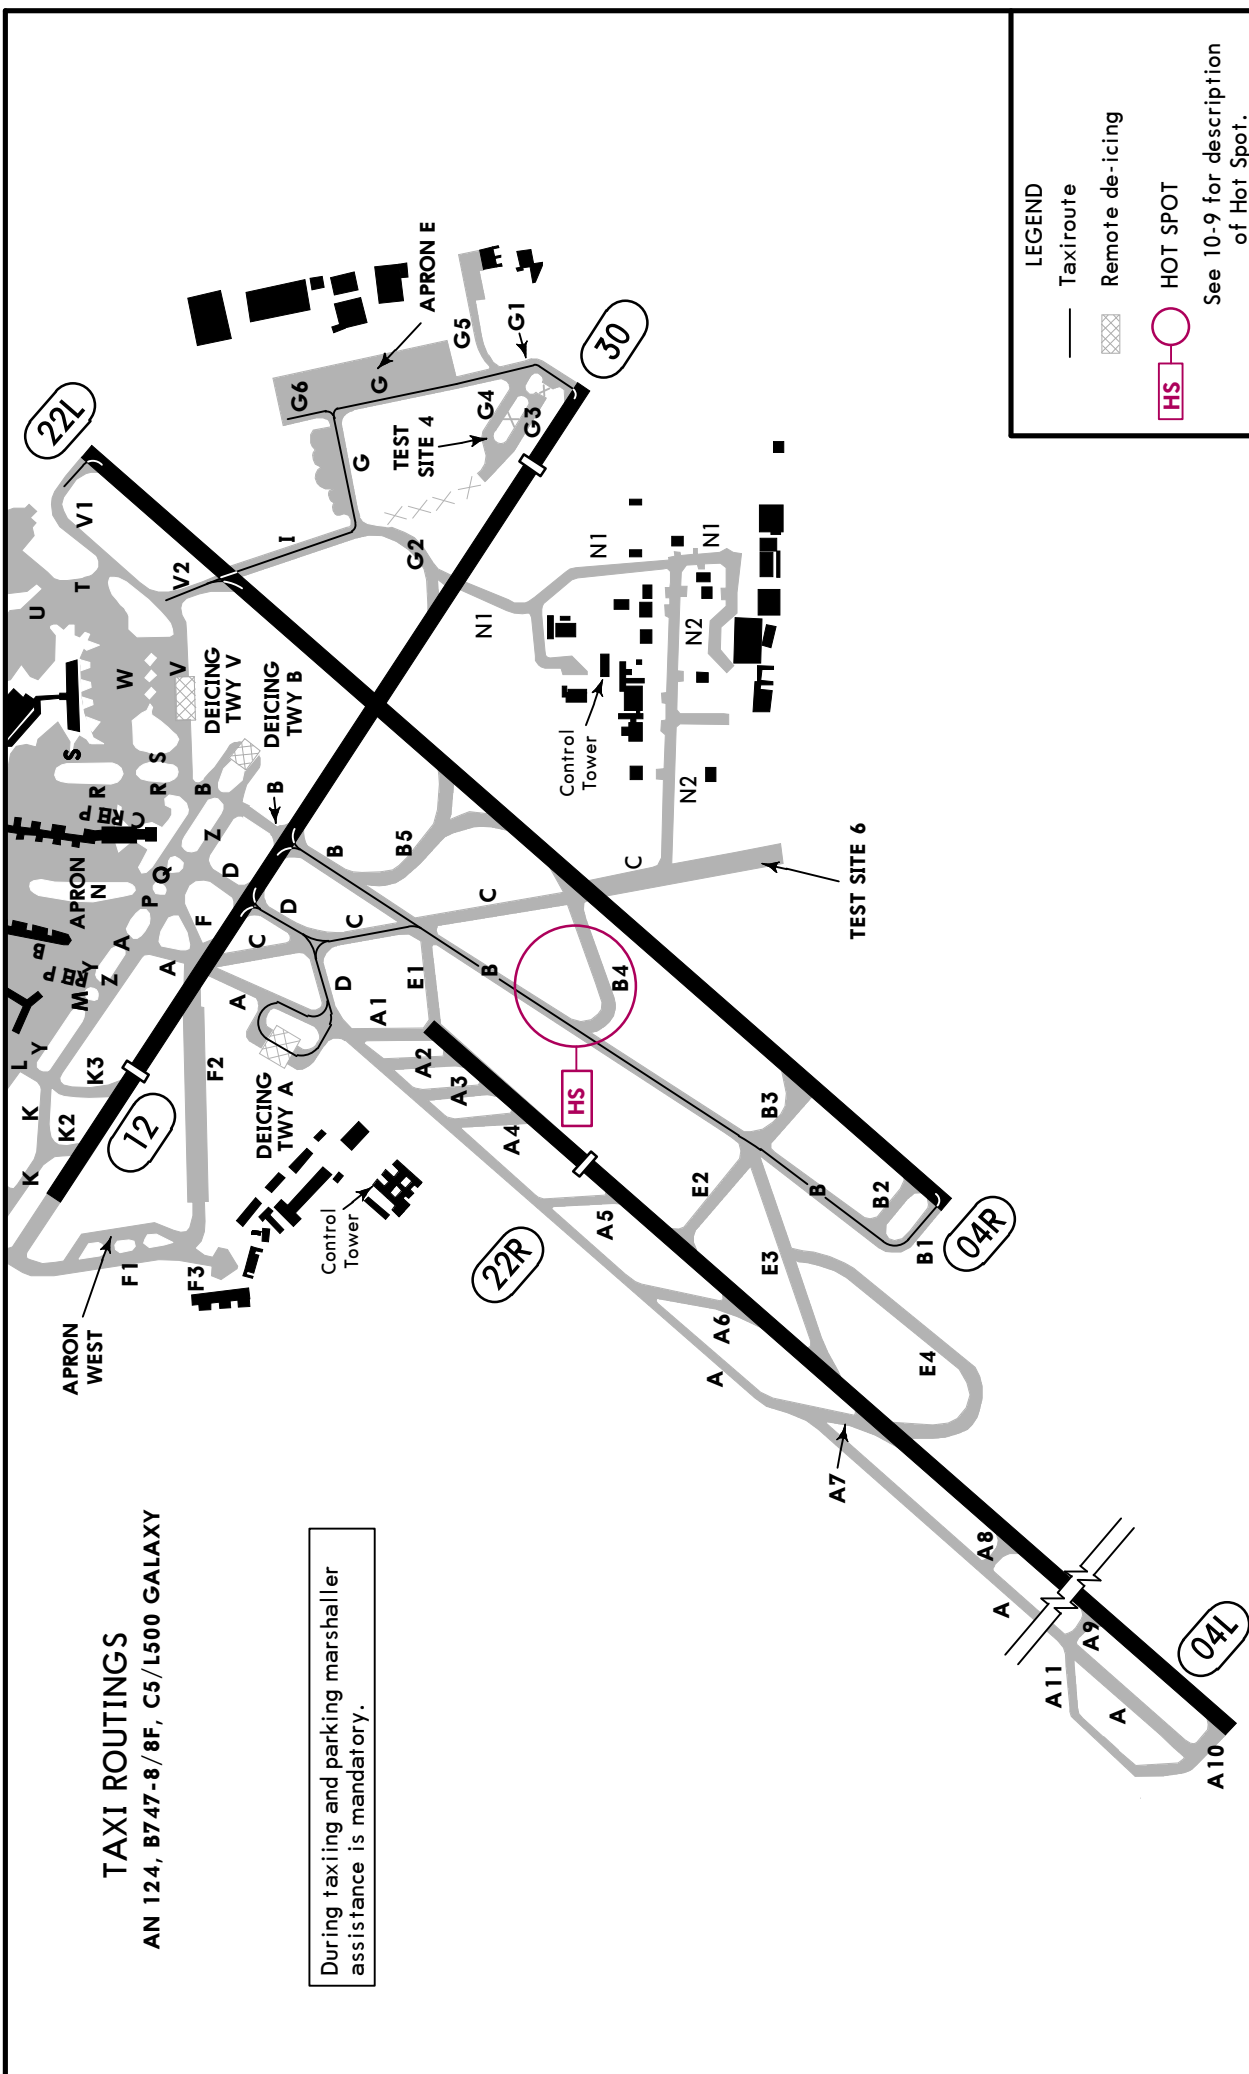 TAXI ROUTINGS
AN 124, B747-8/8F, C5/L500 GALAXY
During taxiing and parking marshaller
assistance is mandatory.
APRON
WEST
F1
F3
K
K
K2
K3
L
Y
12
F2
M
Y
Z
A
P
Q
A
F
A
C
D
D
Z
B
B
APRON
N
PIER
B
PIER
C
R
R
S
S
W
V
U
T
V1
V2
22L
I
DEICING
TWY V
DEICING
TWY B
DEICING
TWY A
Control
Tower
A1
D
C
E1
B
B5
C
A2
A3
A4
A5
22R
A6
A
B
B4
HS
E2
E3
E4
B3
B
B2
B1
04R
A7
A8
A
A9
A11
A
A10
04L
G6
G
G
APRON E
G5
G1
G4
G3
TEST
SITE 4
30
G2
N1
N1
N1
N2
N2
Control
Tower
C
TEST SITE 6
LEGEND
Taxiroute
Remote de-icing
HS
HOT SPOT
See 10-9 for description
of Hot Spot.